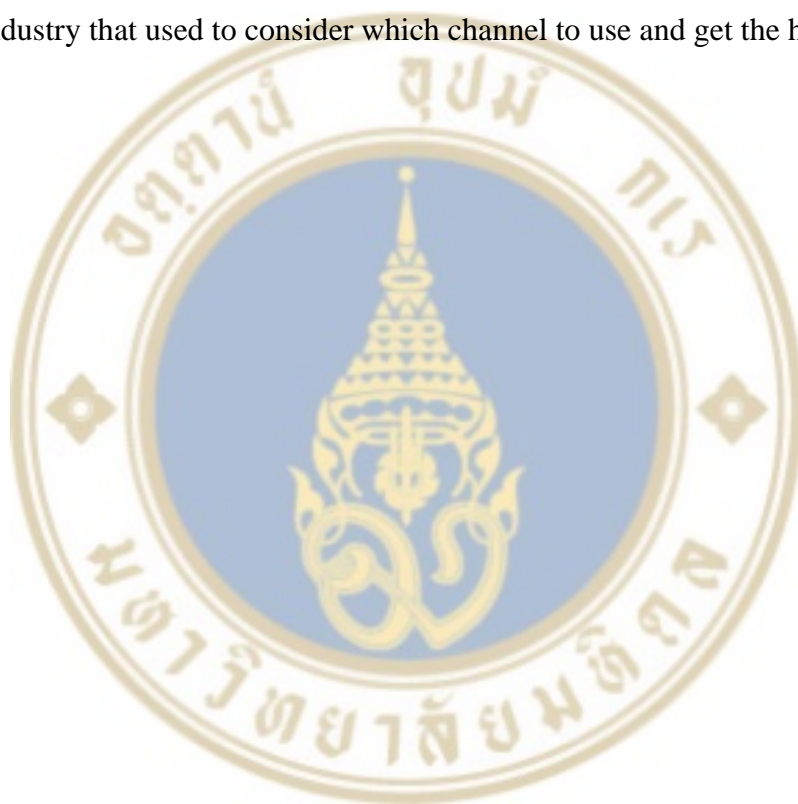 dustry that used to consider which channel to use and get the h
อตฺตานํ อุปมํ กเร
มหาวิทยาลัยมหิดล